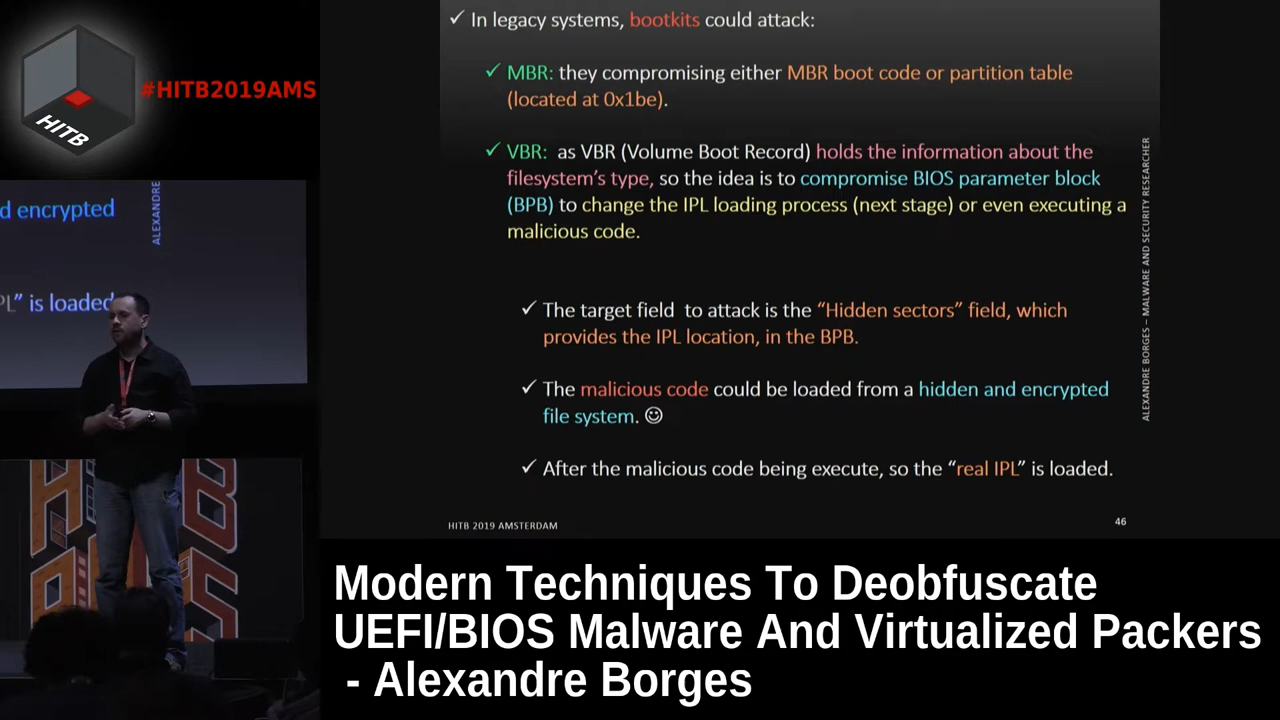 HITB
#HITB2019AMS
d encrypted
ALEXANDRE
PL” is loaded
✓ In legacy systems, bootkits could attack:
✓ MBR: they compromising either MBR boot code or partition table
(located at 0x1be).
✓ VBR: as VBR (Volume Boot Record) holds the information about the
filesystem’s type, so the idea is to compromise BIOS parameter block
(BPB) to change the IPL loading process (next stage) or even executing a
malicious code.
✓ The target field to attack is the “Hidden sectors” field, which
provides the IPL location, in the BPB.
✓ The malicious code could be loaded from a hidden and encrypted
file system. ☺
✓ After the malicious code being execute, so the “real IPL” is loaded.
ALEXANDRE BORGES – MALWARE AND SECURITY RESEARCHER
HITB 2019 AMSTERDAM
46
Modern Techniques To Deobfuscate
UEFI/BIOS Malware And Virtualized Packers
- Alexandre Borges